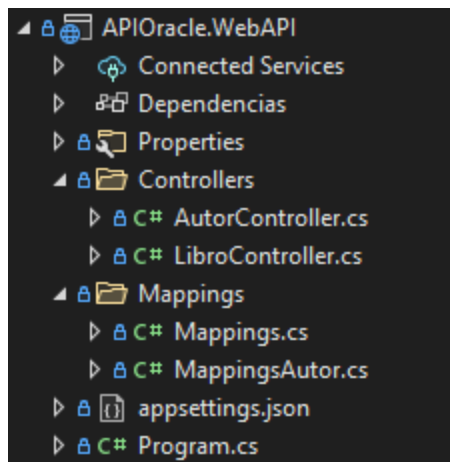 APIOracle.WebAPI
Connected Services
Dependencias
Properties
Controllers
C# AutorController.cs
C# LibroController.cs
Mappings
C# Mappings.cs
C# MappingsAutor.cs
appsettings.json
C# Program.cs